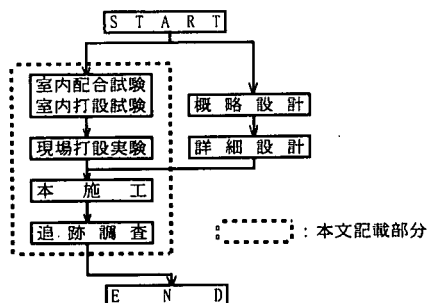 START
室内配合試験
室内打設試験
概略設計
現場打設実験
詳細設計
本施工
追跡調査
：本文記載部分
END